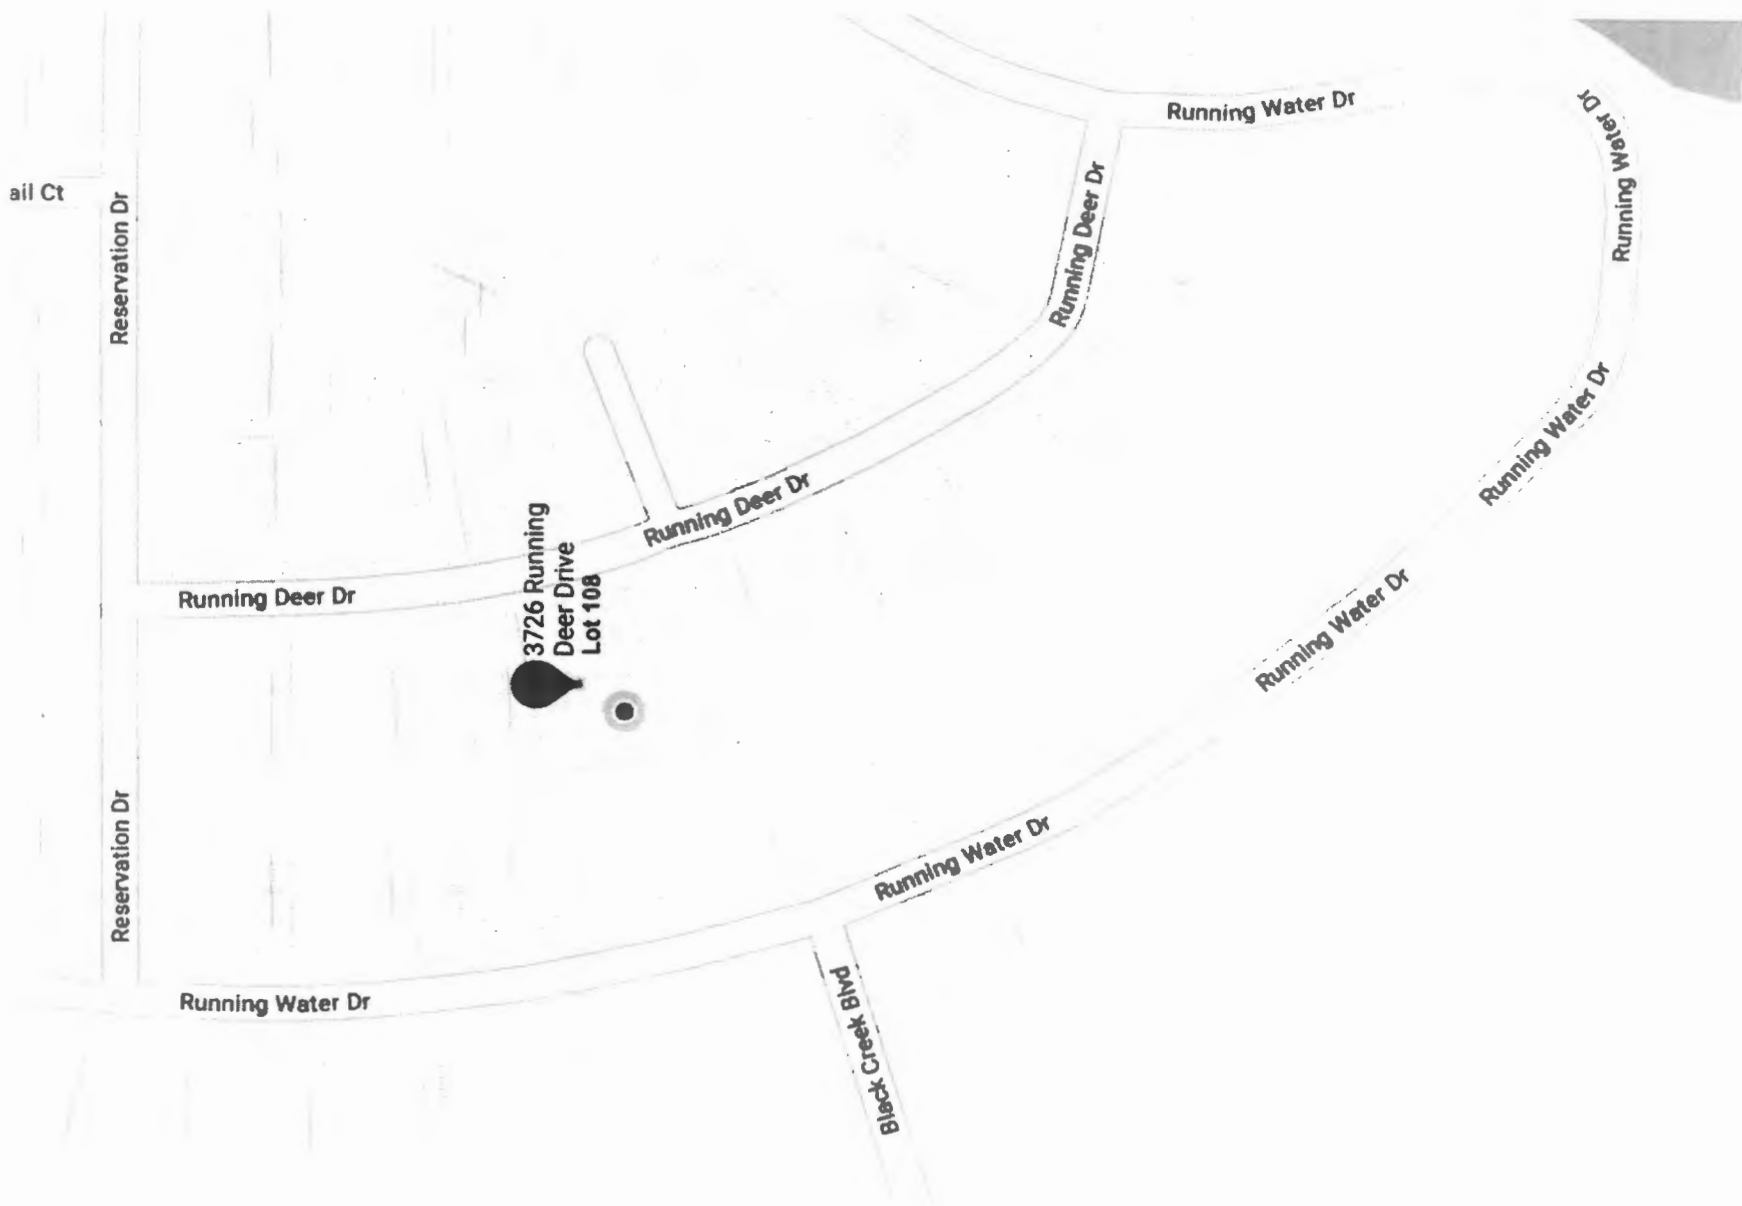 Running Water Dr
Running Water Dr
Running Water Dr
ail Ct
Reservation Dr
Running Deer Dr
Running Water Dr
Running Deer Dr
3726 Running
Deer Drive
Lot 108
Running Deer Dr
Running Water Dr
Reservation Dr
Running Water Dr
Running Water Dr
Black Creek Blvd